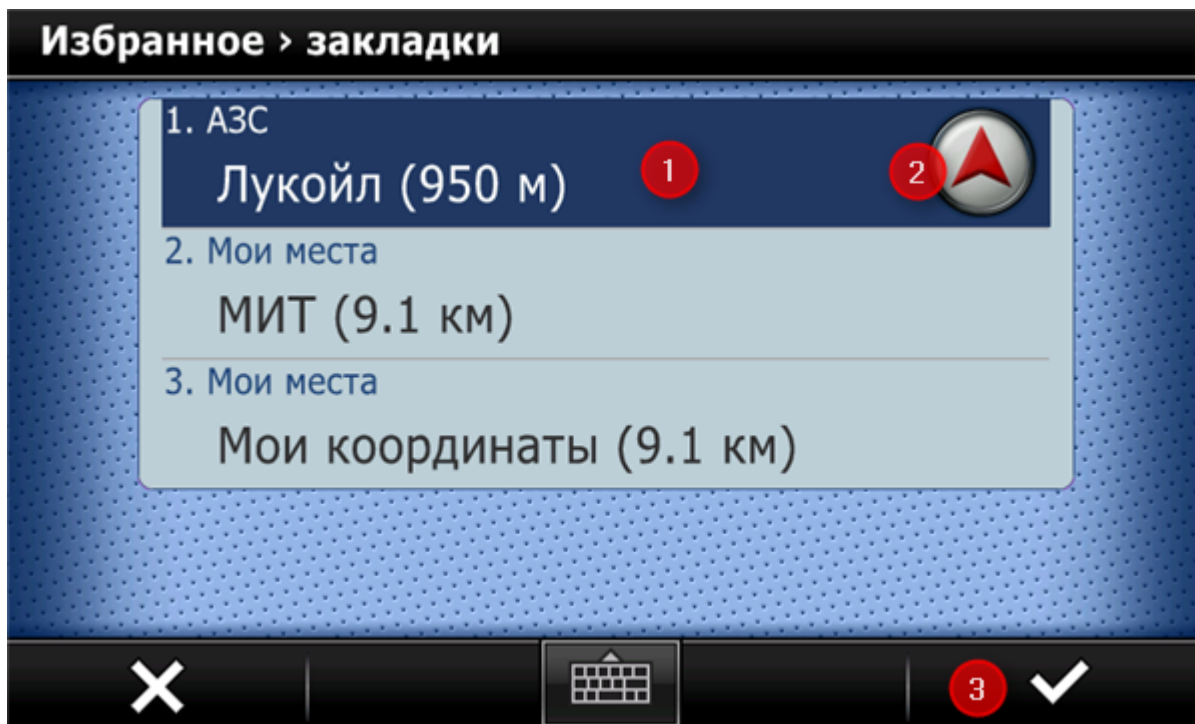 Избранное › закладки
1. АЗС
Лукойл (950 м)
1
2
2. Мои места
МИТ (9.1 км)
3. Мои места
Мои координаты (9.1 км)
3